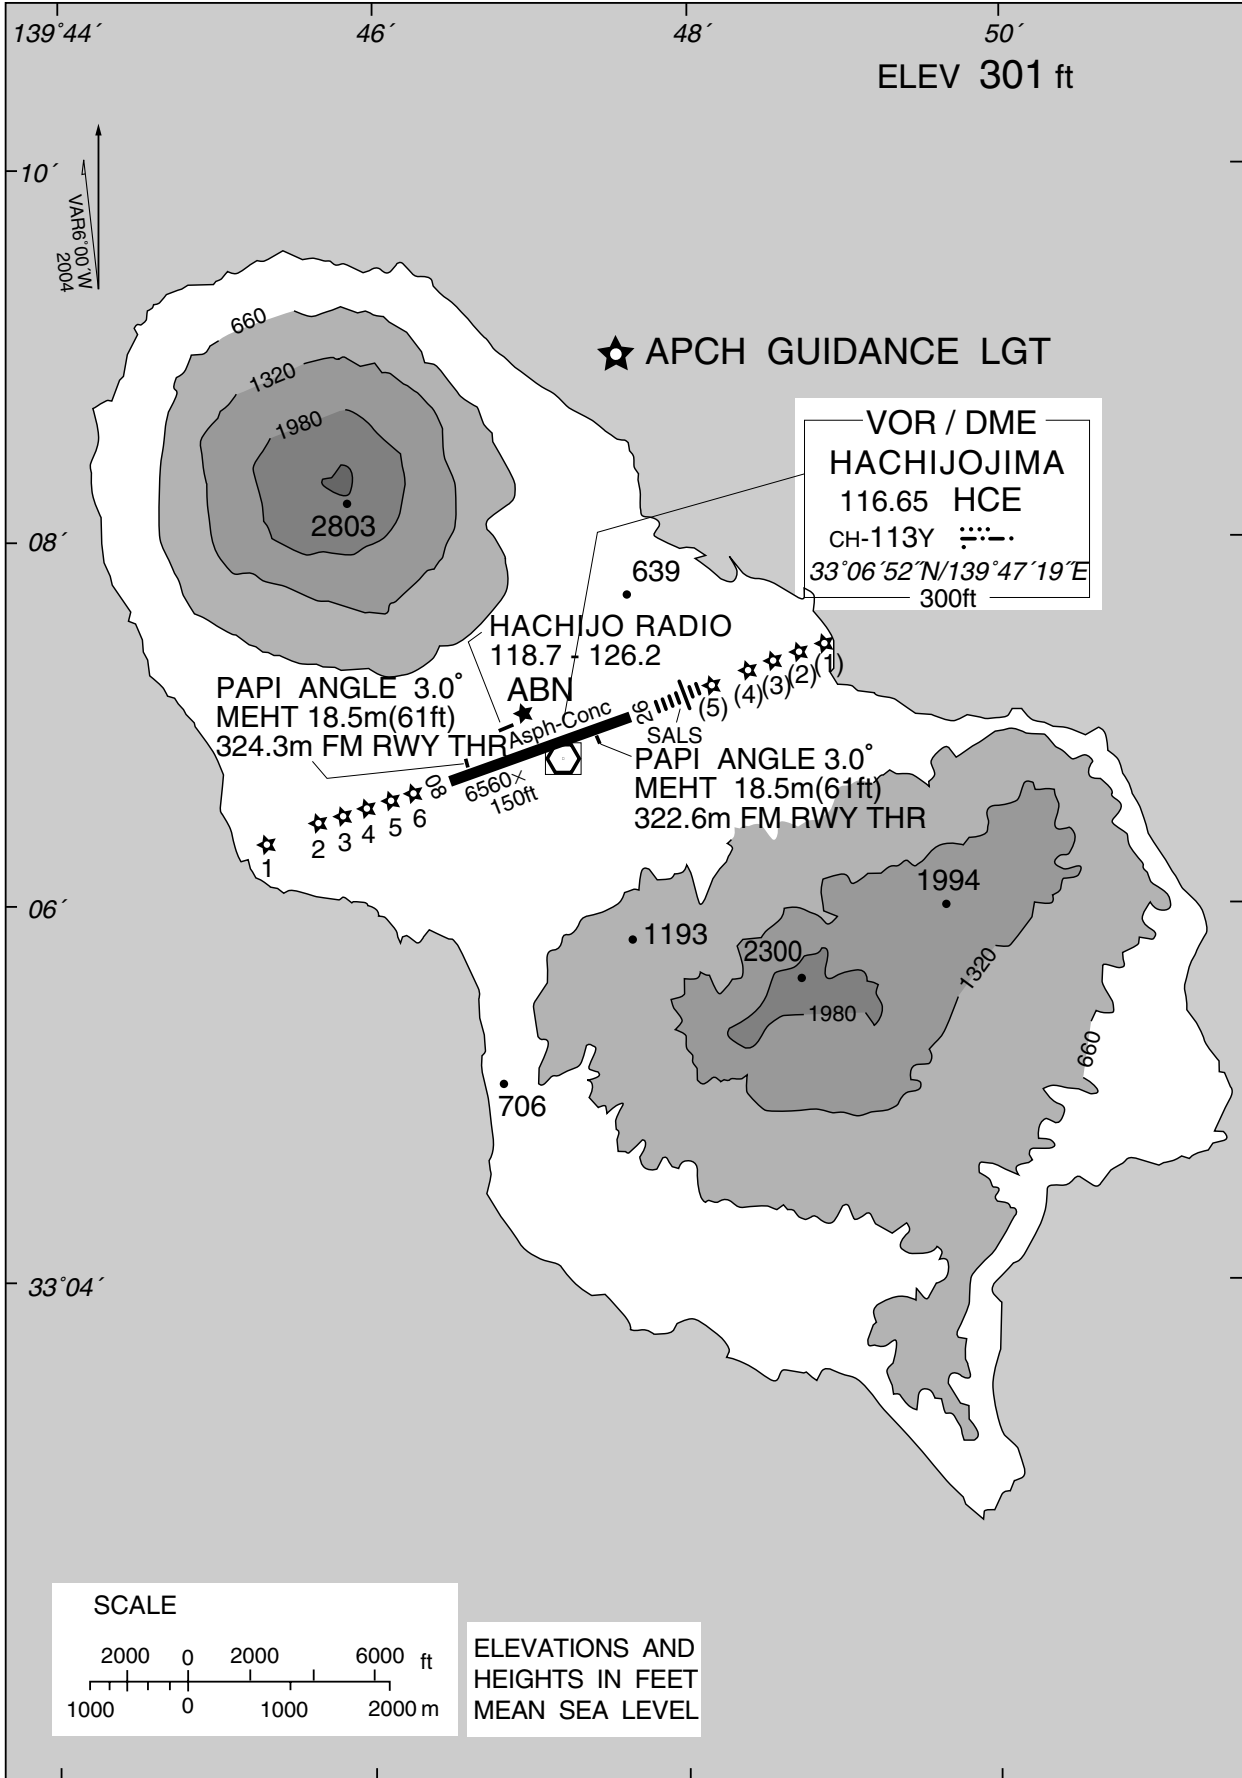 139°44´
46´
48´
50´
ELEV 301 ft
10´
VAR6°00´W
2004
660
1320
1980
2803
APCH GUIDANCE LGT
VOR / DME
HACHIJOJIMA
116.65 HCE
CH-113Y
33°06´52˝N/139°47´19˝E
300ft
08´
639
HACHIJO RADIO
118.7 - 126.2
PAPI ANGLE 3.0°
MEHT 18.5m(61ft)
324.3m FM RWY THR
ABN
Asph-Conc
26
SALS
(5)
(4)
(3)
(2)
(1)
08
6560×
150ft
PAPI ANGLE 3.0°
MEHT 18.5m(61ft)
322.6m FM RWY THR
1
2
3
4
5
6
06´
1994
1193
2300
1980
1320
660
706
33°04´
SCALE
2000 0 2000 6000 ft
1000 0 1000 2000 m
ELEVATIONS AND
HEIGHTS IN FEET
MEAN SEA LEVEL